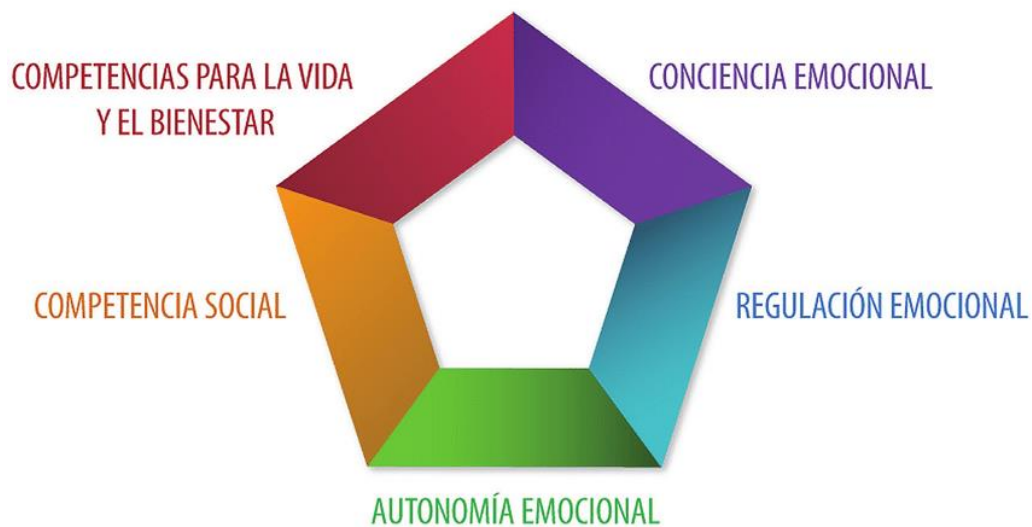 COMPETENCIAS PARA LA VIDA
Y EL BIENESTAR
CONCIENCIA EMOCIONAL
COMPETENCIA SOCIAL
REGULACIÓN EMOCIONAL
AUTONOMÍA EMOCIONAL